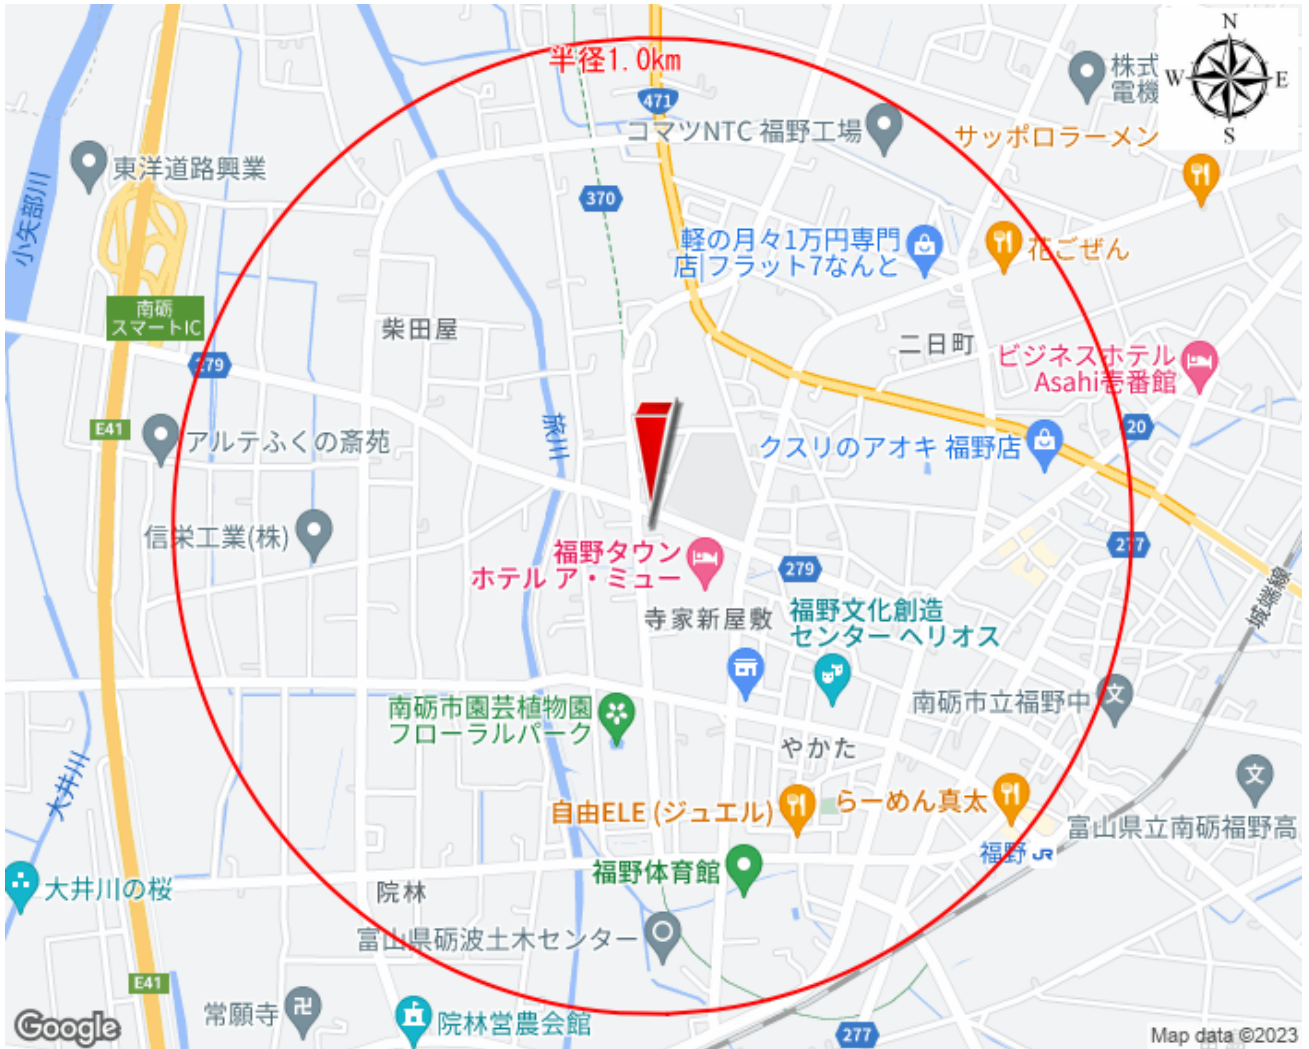 N
W E
S
半径1.0km
株式
電機
471
コマツNTC 福野工場
サッポロラーメン
東洋道路興業
370
小矢部川
軽の月々1万円専門
店|フラット7なんと
花ごぜん
南砺
スマートIC
柴田屋
二日町
279
ビジネスホテル
Asahi壱番館
E41
アルテふくの斎苑
旅川
クスリのアオキ 福野店
20
信栄工業(株)
福野タウン
ホテル ア・ミュー
279
277
城端線
寺家新屋敷
福野文化創造
センター ヘリオス
南砺市園芸植物園
フローラルパーク
南砺市立福野中
やかた
大井川
自由ELE (ジュエル)
らーめん真太
富山県立南砺福野高
福野 JR
大井川の桜
院林
福野体育館
富山県砺波土木センター
E41
常願寺
院林営農会館
277
Google
Map data ©2023